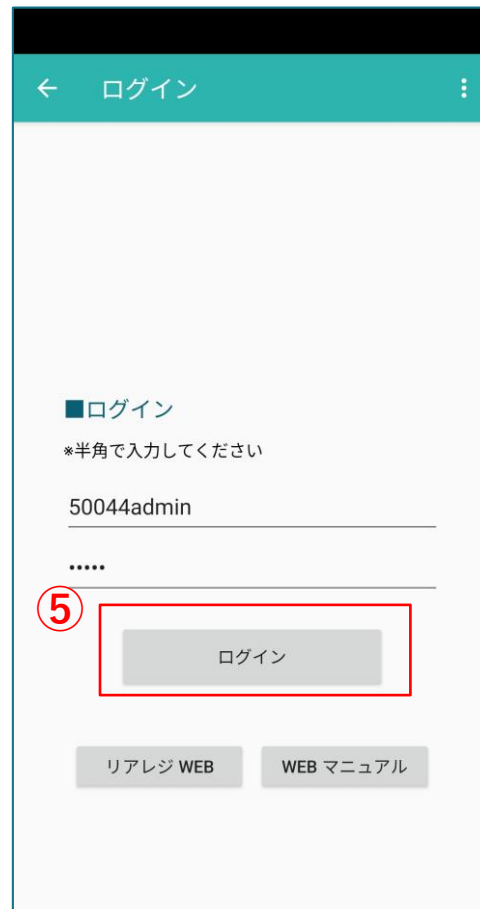 ログイン
■ログイン
*半角で入力してください
50044admin
•••••
⑤
ログイン
リアレジ WEB
WEB マニュアル